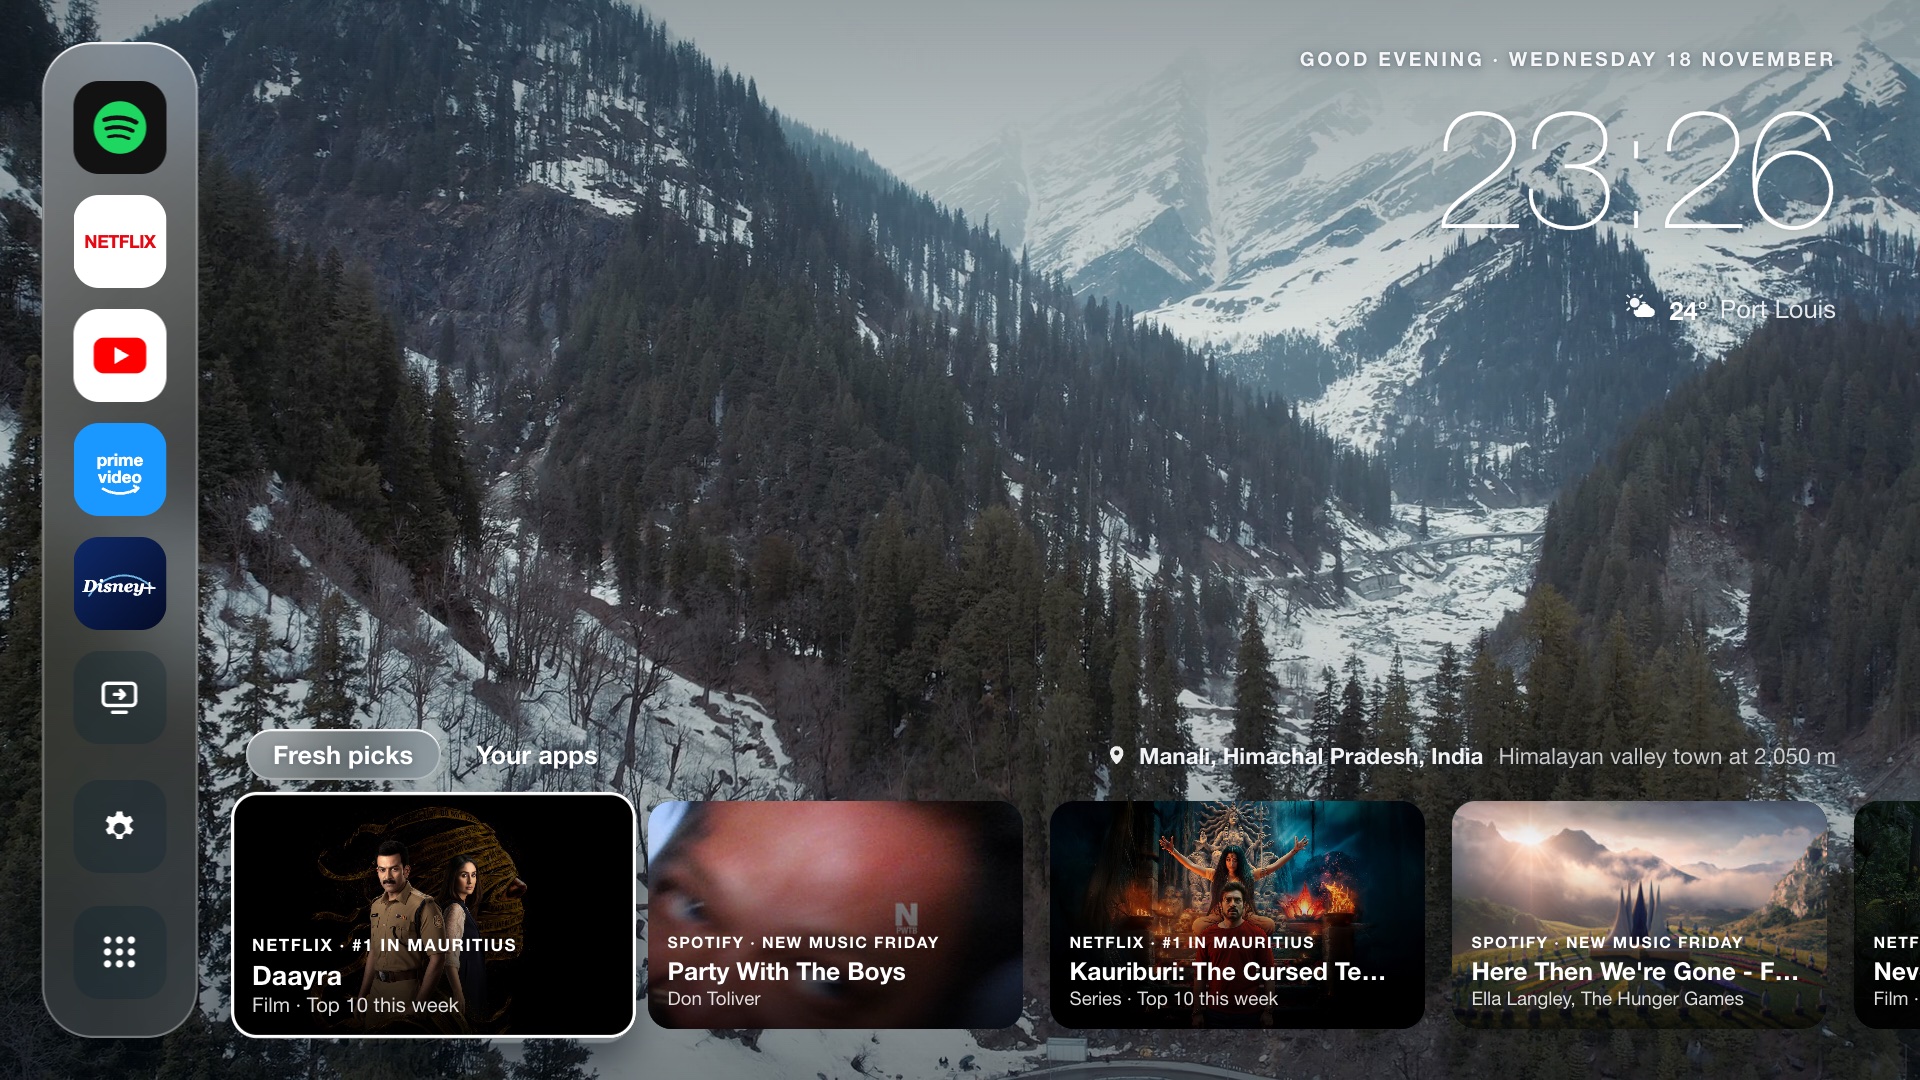 GOOD EVENING · WEDNESDAY 18 NOVEMBER
23:26
24° Port Louis
NETFLIX
prime video
Disney+
Fresh picks
Your apps
Manali, Himachal Pradesh, India Himalayan valley town at 2,050 m
NETFLIX · #1 IN MAURITIUS
Daayra
Film · Top 10 this week
N
PWTB
SPOTIFY · NEW MUSIC FRIDAY
Party With The Boys
Don Toliver
NETFLIX · #1 IN MAURITIUS
Kauriburi: The Cursed Te…
Series · Top 10 this week
SPOTIFY · NEW MUSIC FRIDAY
Here Then We're Gone - F…
Ella Langley, The Hunger Games
NETF
Nev
Film ·